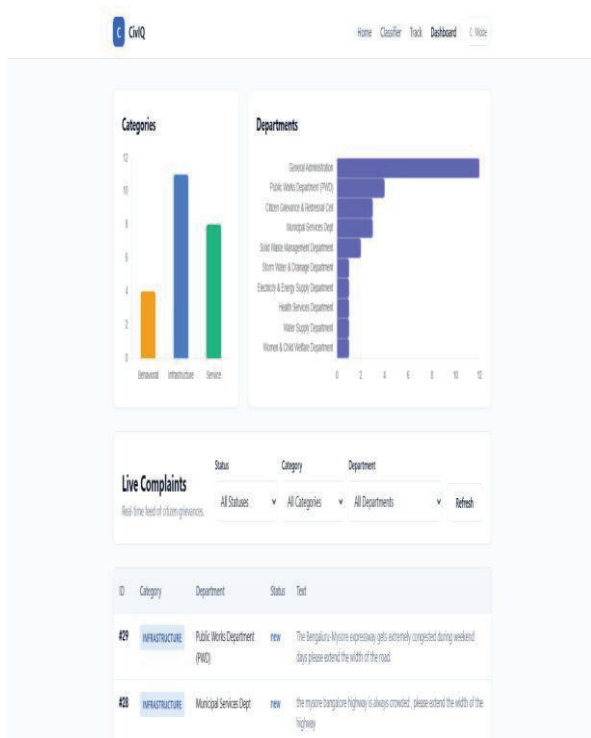 C CivIQ
Home Classifier Track Dashboard
Categories
12
10
8
6
4
2
0
Behavioral Infrastructure Service
Departments
General Administration
Public Works Department (PWD)
Citizen Grievance & Redressal Cell
Municipal Services Dept
Solid Waste Management Department
Storm Water & Drainage Department
Electricity & Energy Supply Department
Health Services Department
Water Supply Department
Women & Child Welfare Department
0 2 4 6 8 10 12
Live Complaints
Real-time feed of citizen grievances.
Status Category Department
All Statuses All Categories All Departments Refresh
ID Category Department Status Text
#29 INFRASTRUCTURE Public Works Department new The Bengaluru-Mysore expressway gets extremely congested during weekend
(PWD) days please extend the width of the road.
#28 INFRASTRUCTURE Municipal Services Dept new the mysore bangalore highway is always crowded , please extend the width of the
highway